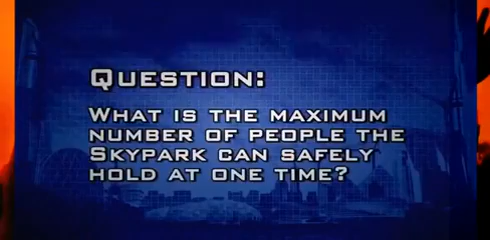 Question:
What is the maximum
number of people the
Skypark can safely
hold at one time?